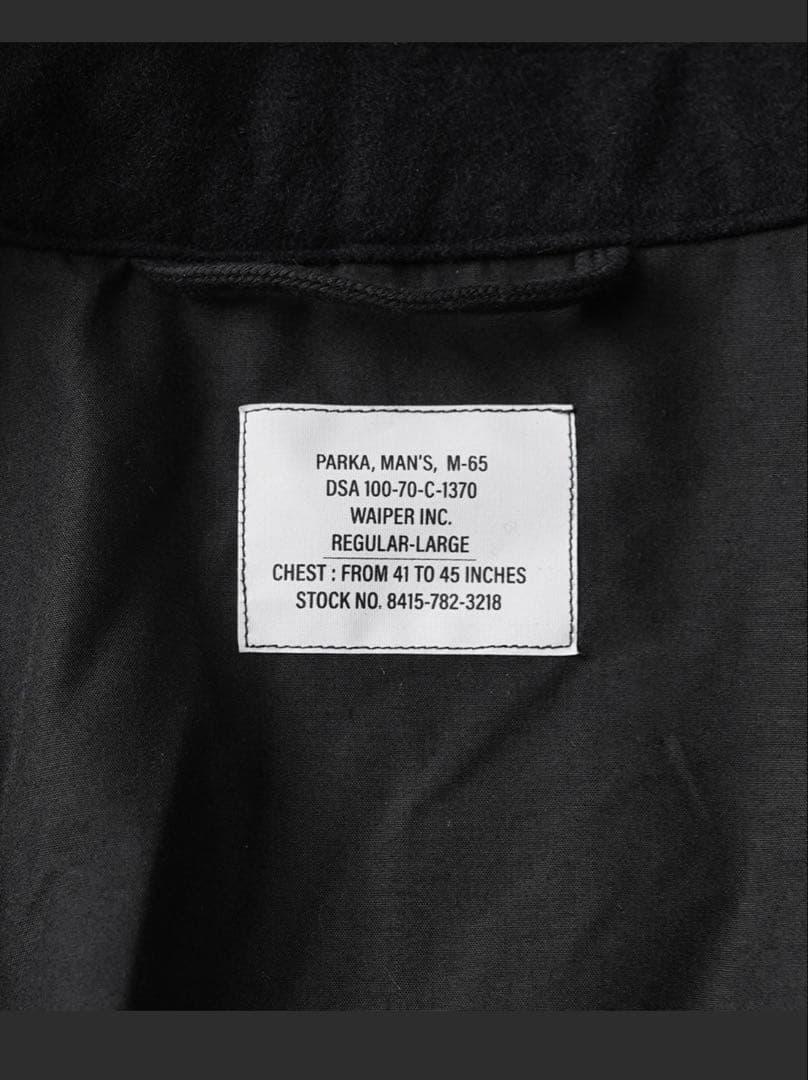 PARKA, MAN'S, M-65
DSA 100-70-C-1370
WAIPER INC.
REGULAR-LARGE
CHEST : FROM 41 TO 45 INCHES
STOCK NO. 8415-782-3218